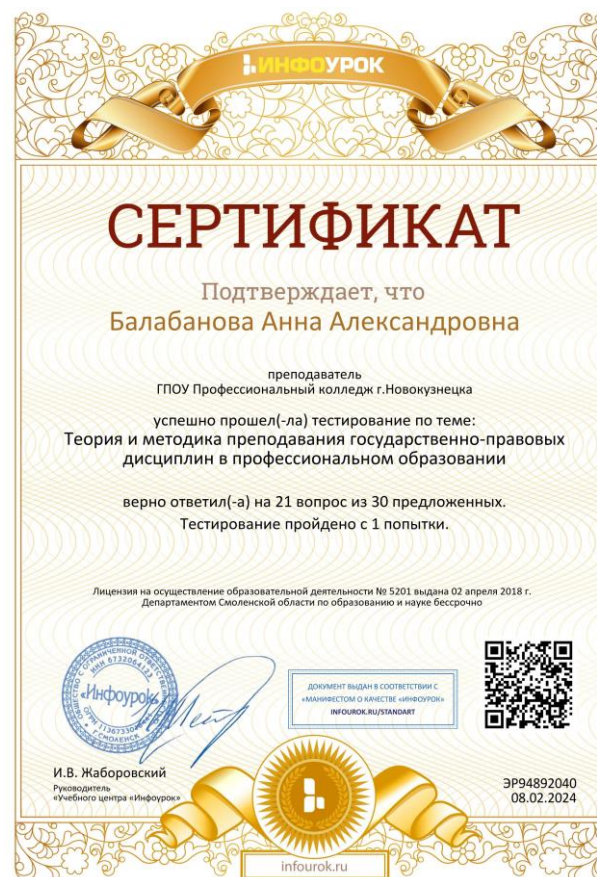 ИНФОУРОК
СЕРТИФИКАТ
Подтверждает, что
Балабанова Анна Александровна
преподаватель
ГПОУ Профессиональный колледж г.Новокузнецка
успешно прошел(-ла) тестирование по теме:
Теория и методика преподавания государственно-правовых
дисциплин в профессиональном образовании
верно ответил(-а) на 21 вопрос из 30 предложенных.
Тестирование пройдено с 1 попытки.
Лицензия на осуществление образовательной деятельности № 5201 выдана 02 апреля 2018 г.
Департаментом Смоленской области по образованию и науке бессрочно
ОБЩЕСТВО С ОГРАНИЧЕННОЙ ОТВЕТСТВЕННОСТЬЮ
«Инфоурок»
Г.СМОЛЕНСК
ДОКУМЕНТ ВЫДАН В СООТВЕТСТВИИ С
«МАНИФЕСТОМ О КАЧЕСТВЕ «ИНФОУРОК»
INFOUROK.RU/STANDART
И.В. Жаборовский
Руководитель
«Учебного центра «Инфоурок»
ЭР94892040
08.02.2024
infourok.ru